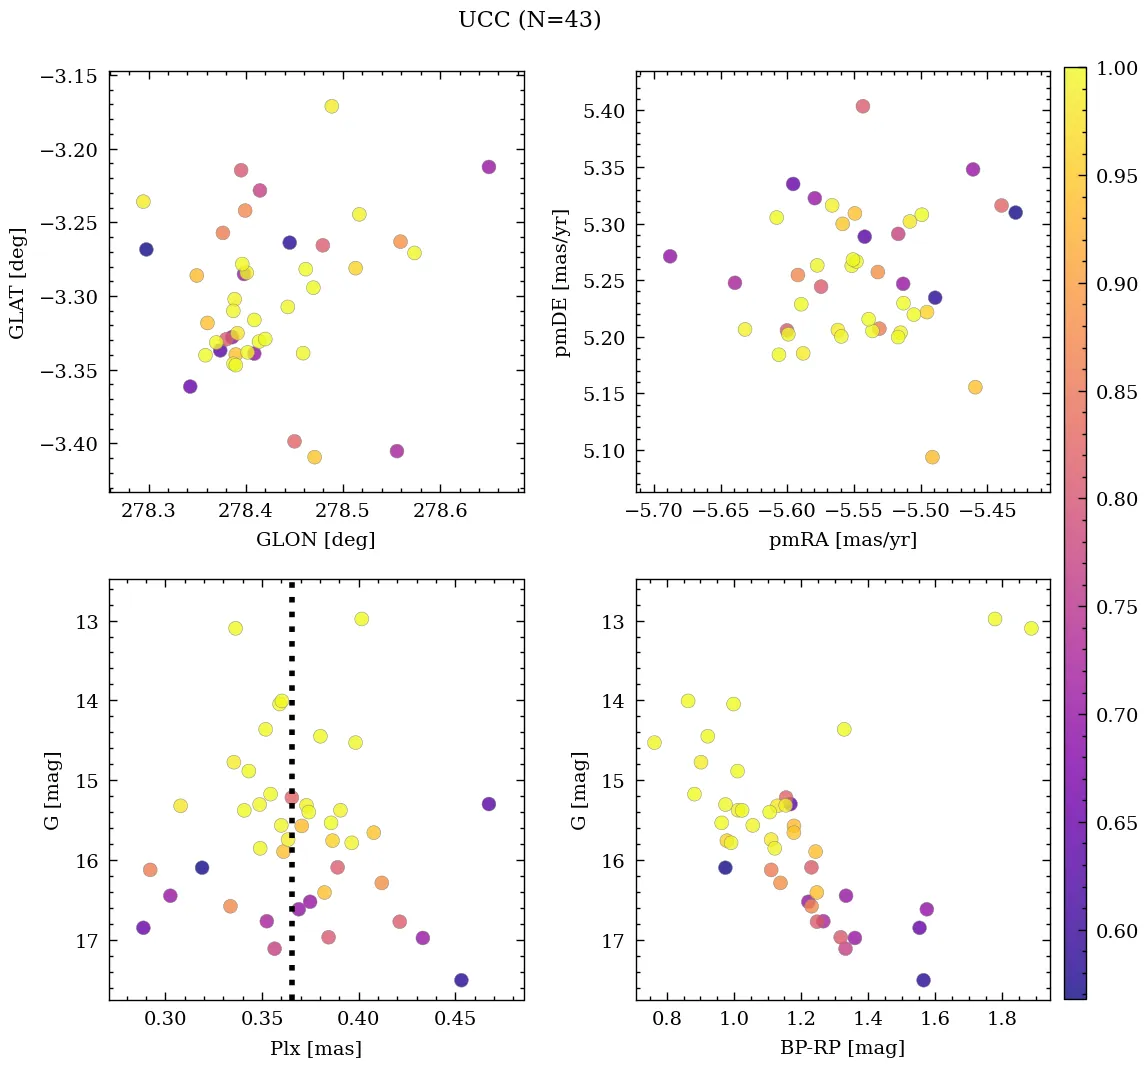 UCC (N=43)
−3.15
−3.20
−3.25
−3.30
−3.35
−3.40
GLAT [deg]
278.3 278.4 278.5 278.6
GLON [deg]
5.40
5.35
5.30
5.25
5.20
5.15
5.10
pmDE [mas/yr]
−5.70 −5.65 −5.60 −5.55 −5.50 −5.45
pmRA [mas/yr]
1.00
0.95
0.90
0.85
0.80
0.75
0.70
0.65
0.60
13
14
15
16
17
G [mag]
0.30 0.35 0.40 0.45
Plx [mas]
13
14
15
16
17
G [mag]
0.8 1.0 1.2 1.4 1.6 1.8
BP-RP [mag]